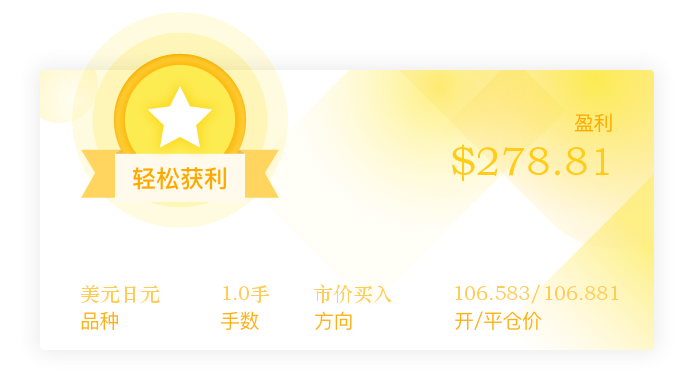 盈利
$278.81
轻松获利
美元日元 1.0手 市价买入 106.583/106.881
品种 手数 方向 开/平仓价